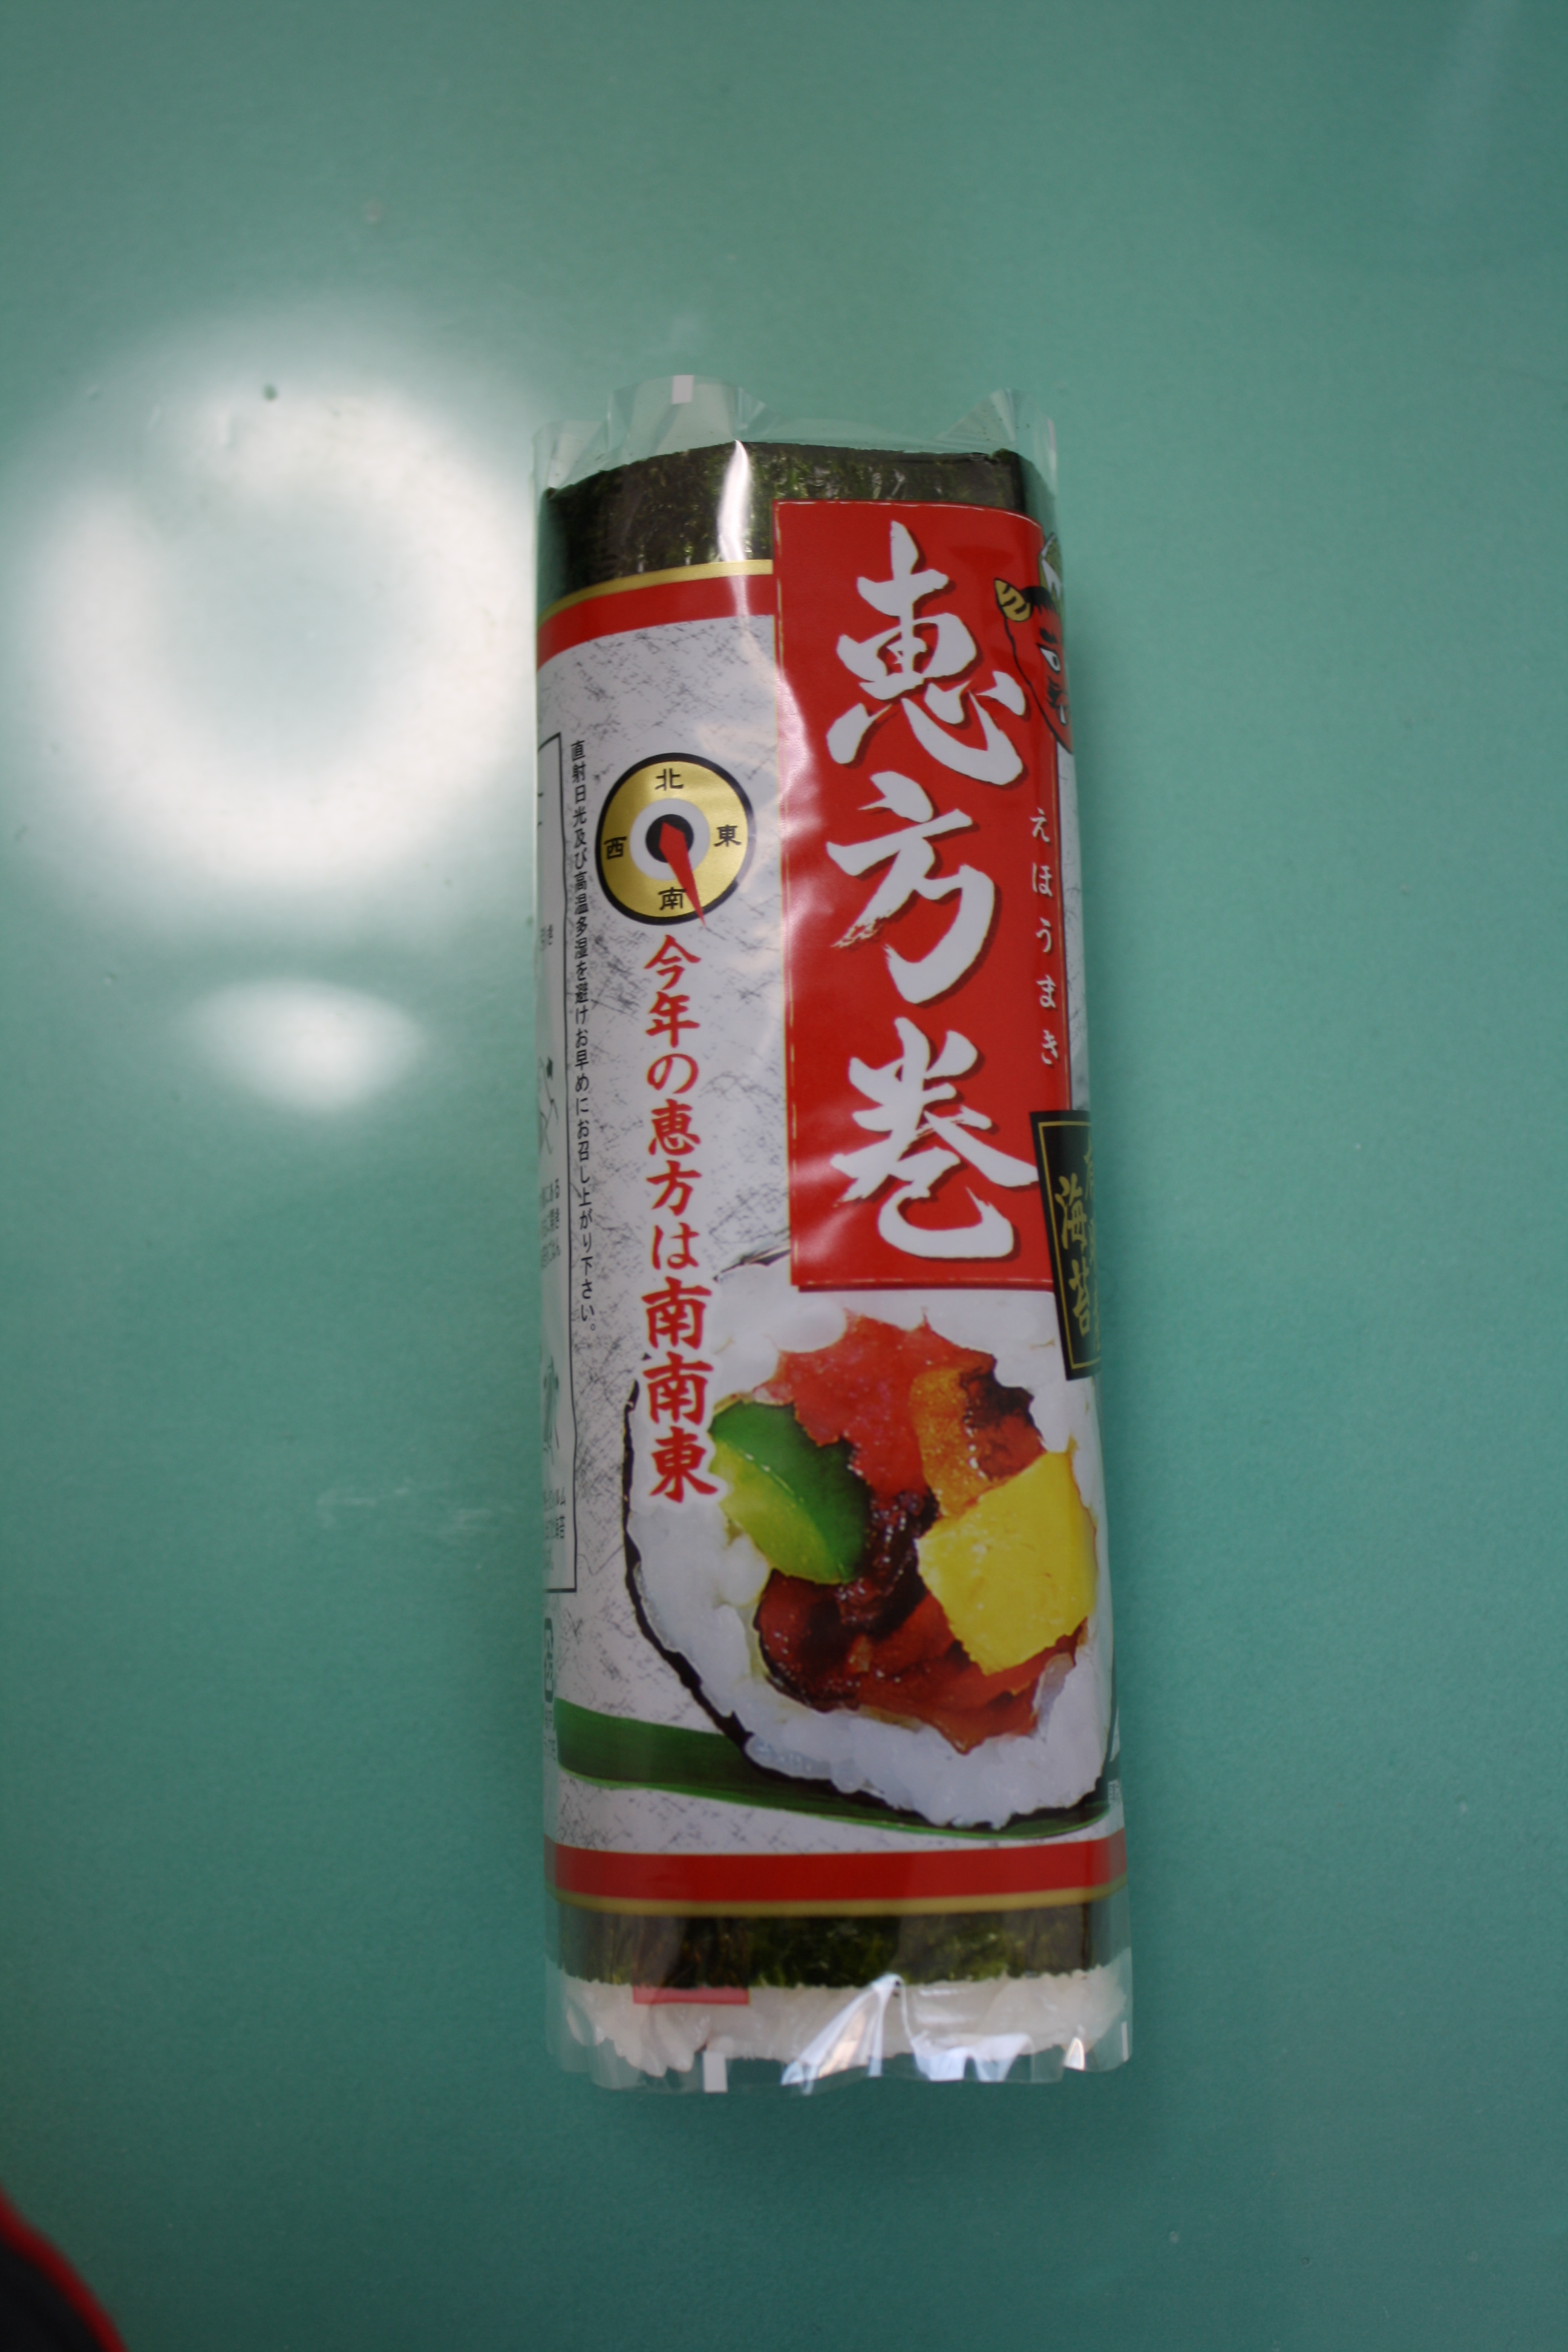 恵方巻
えほうまき
海苔
北
東
西
南
今年の恵方は南南東
直射日光及び高温多湿を避けお早めにお召し上がり下さい。